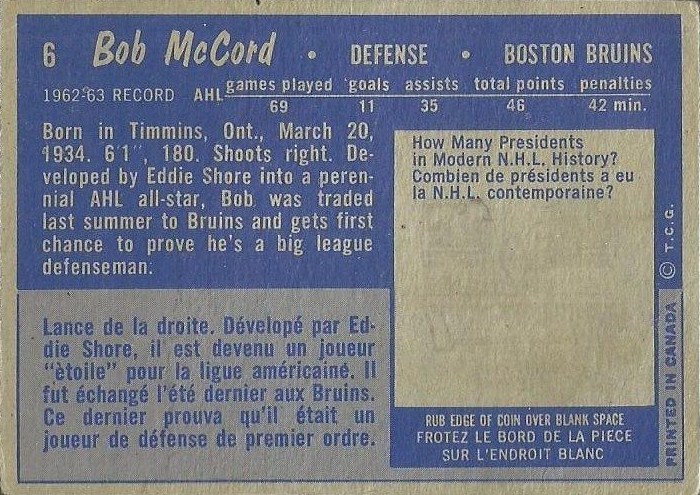 6 Bob McCord • DEFENSE • BOSTON BRUINS
1962-63 RECORD AHL games played goals assists total points penalties
69 11 35 46 42 min.
Born in Timmins, Ont., March 20,
1934. 6'1", 180. Shoots right. De-
veloped by Eddie Shore into a peren-
nial AHL all-star, Bob was traded
last summer to Bruins and gets first
chance to prove he's a big league
defenseman.
How Many Presidents
in Modern N.H.L. History?
Combien de présidents a eu
la N.H.L. contemporaine?
Lance de la droite. Dévelopé par Ed-
die Shore, il est devenu un joueur
"ètoile" pour la ligue américainé. Il
fut échangé l'été dernier aux Bruins.
Ce dernier prouva qu'il était un
joueur de défense de premier ordre.
RUB EDGE OF COIN OVER BLANK SPACE
FROTEZ LE BORD DE LA PIECE
SUR L'ENDROIT BLANC
PRINTED IN CANADA © T.C.G.